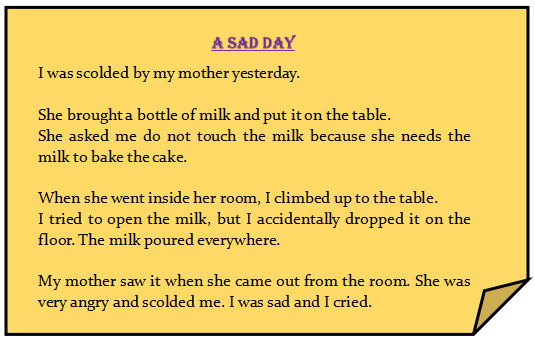 A SAD DAY
I was scolded by my mother yesterday.
She brought a bottle of milk and put it on the table.
She asked me do not touch the milk because she needs the
milk to bake the cake.
When she went inside her room, I climbed up to the table.
I tried to open the milk, but I accidentally dropped it on the
floor. The milk poured everywhere.
My mother saw it when she came out from the room. She was
very angry and scolded me. I was sad and I cried.